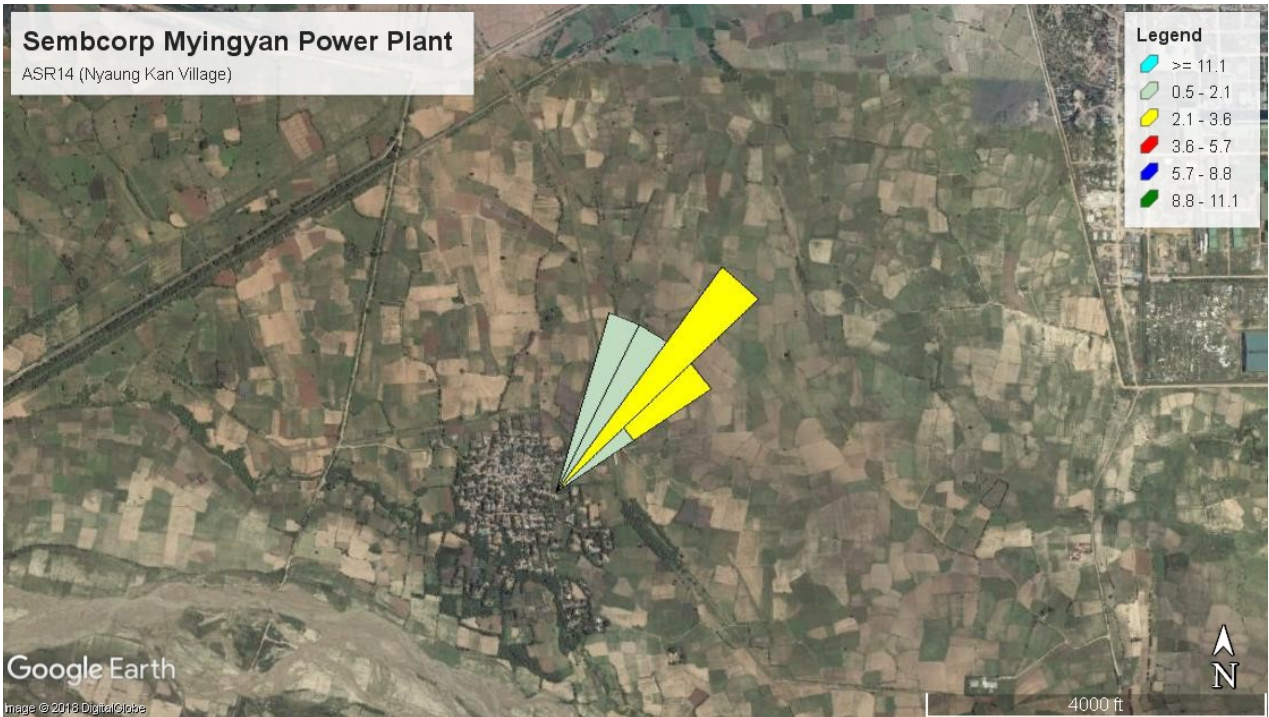 Sembcorp Myingyan Power Plant
ASR14 (Nyaung Kan Village)
Legend
>= 11.1
0.5 - 2.1
2.1 - 3.6
3.6 - 5.7
5.7 - 8.8
8.8 - 11.1
N
4000 ft
Google Earth
Image © 2018 DigitalGlobe